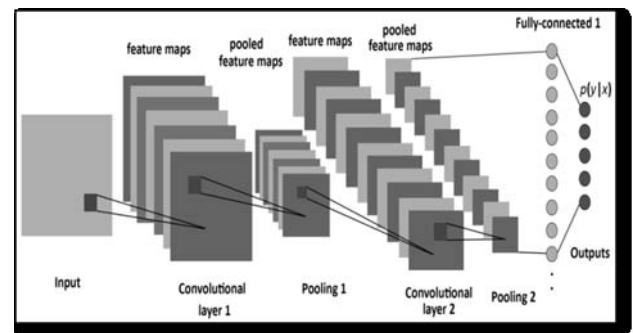 Fully-connected 1
feature maps
pooled
feature maps
feature maps
pooled
feature maps
p(y|x)
Outputs
Input
Convolutional
layer 1
Pooling 1
Convolutional
layer 2
Pooling 2